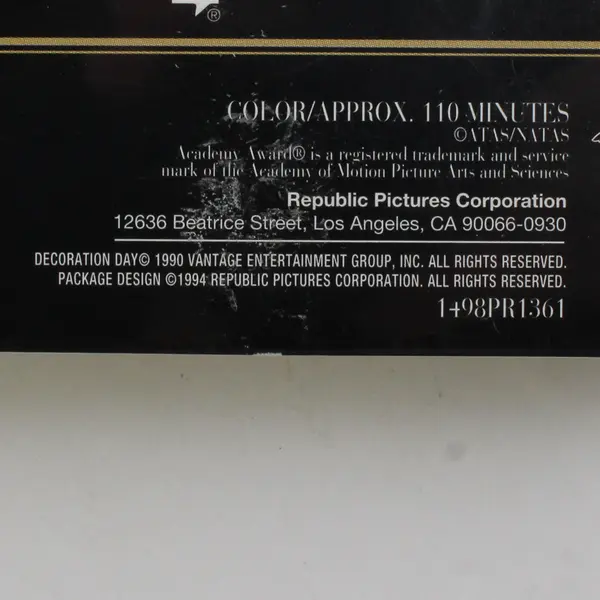 ®
COLOR/APPROX. 110 MINUTES
©ATAS/NATAS
Academy Award® is a registered trademark and service
mark of the Academy of Motion Picture Arts and Sciences
Republic Pictures Corporation
12636 Beatrice Street, Los Angeles, CA 90066-0930
DECORATION DAY© 1990 VANTAGE ENTERTAINMENT GROUP, INC. ALL RIGHTS RESERVED.
PACKAGE DESIGN ©1994 REPUBLIC PICTURES CORPORATION. ALL RIGHTS RESERVED.
1498PR1361